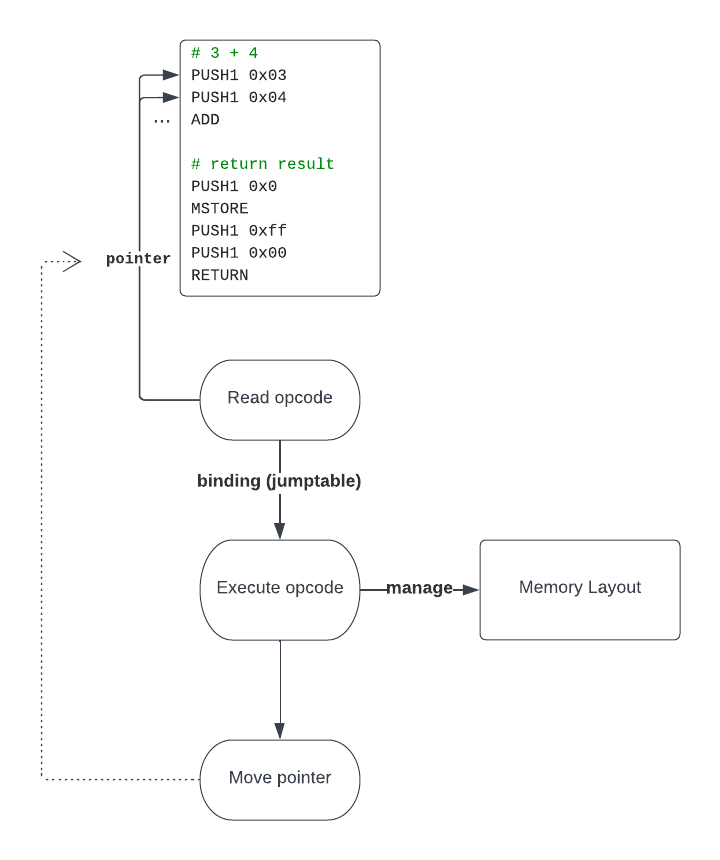 # 3 + 4
PUSH1 0x03
PUSH1 0x04
... ADD
# return result
PUSH1 0x0
MSTORE
PUSH1 0xff
PUSH1 0x00
pointer
RETURN
Read opcode
binding (jumptable)
Execute opcode
manage
Memory Layout
Move pointer